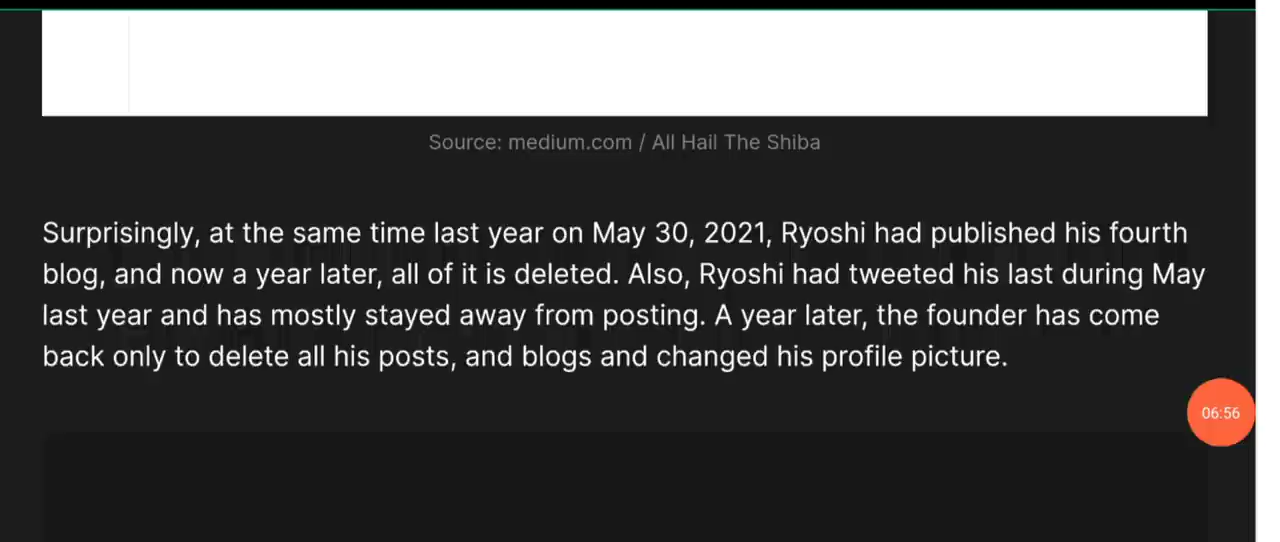 Source: medium.com / All Hail The Shiba
Surprisingly, at the same time last year on May 30, 2021, Ryoshi had published his fourth
blog, and now a year later, all of it is deleted. Also, Ryoshi had tweeted his last during May
last year and has mostly stayed away from posting. A year later, the founder has come
back only to delete all his posts, and blogs and changed his profile picture.
06:56